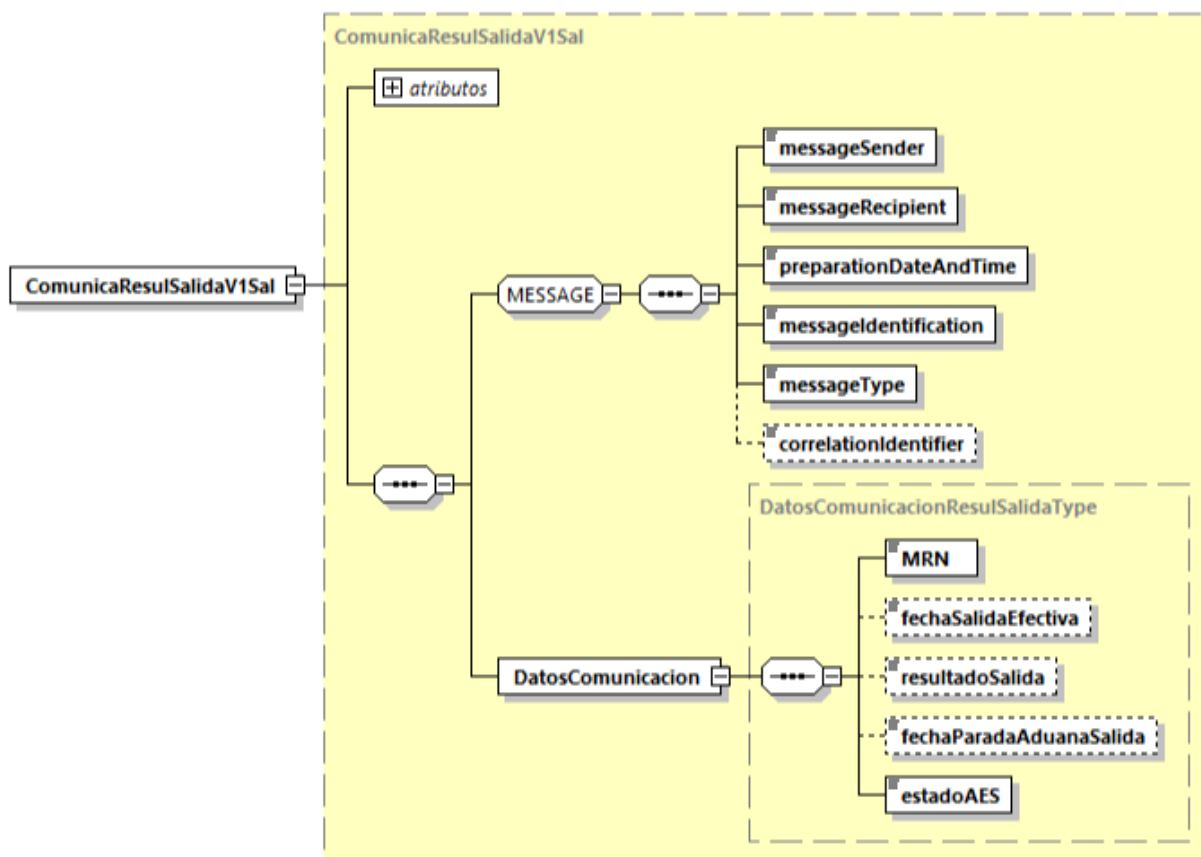 ComunicaResulSalidaV1Sal
atributos
messageSender
messageRecipient
preparationDateAndTime
ComunicaResulSalidaV1Sal
MESSAGE
messageIdentification
messageType
correlationIdentifier
DatosComunicacionResulSalidaType
MRN
fechaSalidaEfectiva
DatosComunicacion
resultadoSalida
fechaParadaAduanaSalida
estadoAES